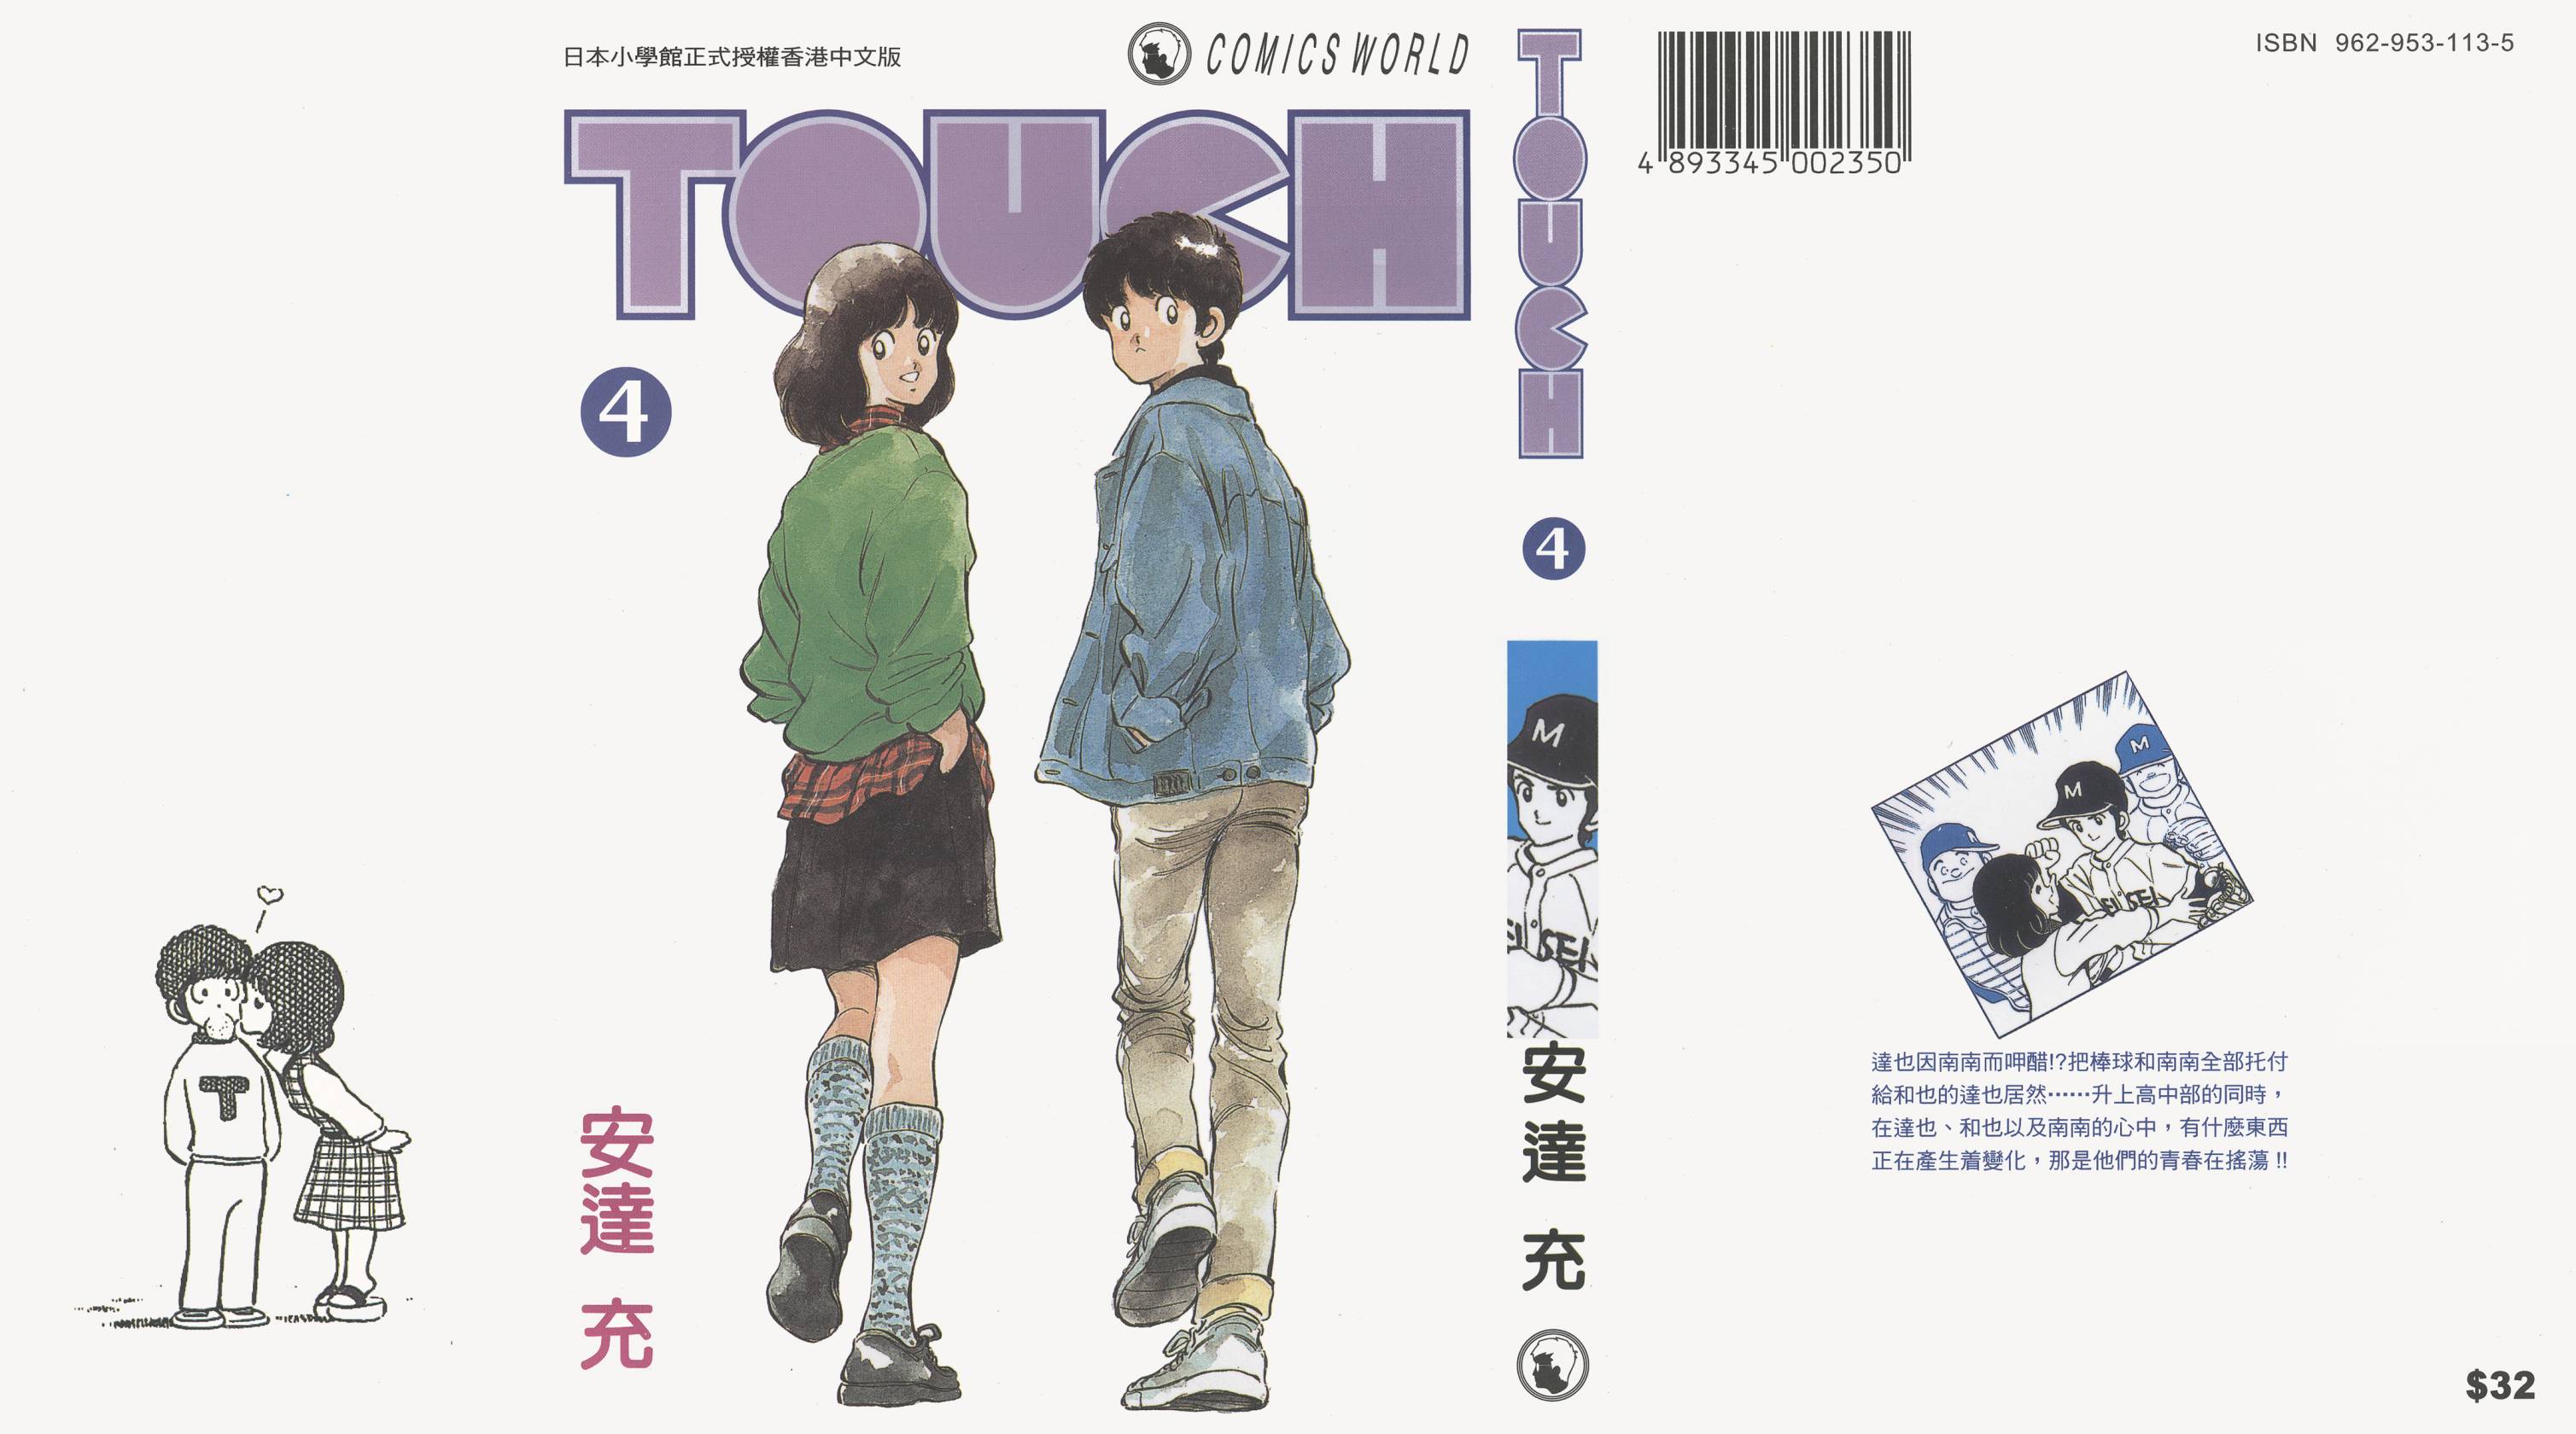 日本小學館正式授權香港中文版
COMICS WORLD
TOUCH
4
安達 充
T
TOUCH
4
M
SEI
安達 充
4 893345 002350
ISBN 962-953-113-5
M
M
SEI
達也因南南而呷醋!?把棒球和南南全部托付
給和也的達也居然⋯⋯升上高中部的同時，
在達也、和也以及南南的心中，有什麼東西
正在產生着變化，那是他們的青春在搖蕩!!
$32